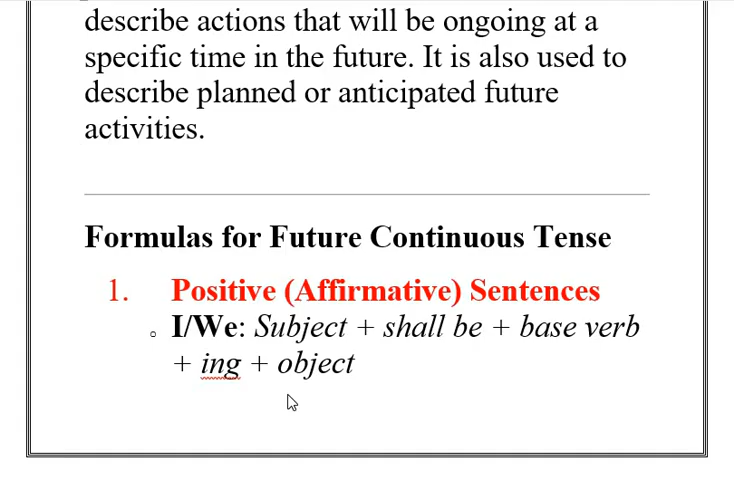 describe actions that will be ongoing at a
specific time in the future. It is also used to
describe planned or anticipated future
activities.
Formulas for Future Continuous Tense
1. Positive (Affirmative) Sentences
◦ I/We: Subject + shall be + base verb
+ ing + object